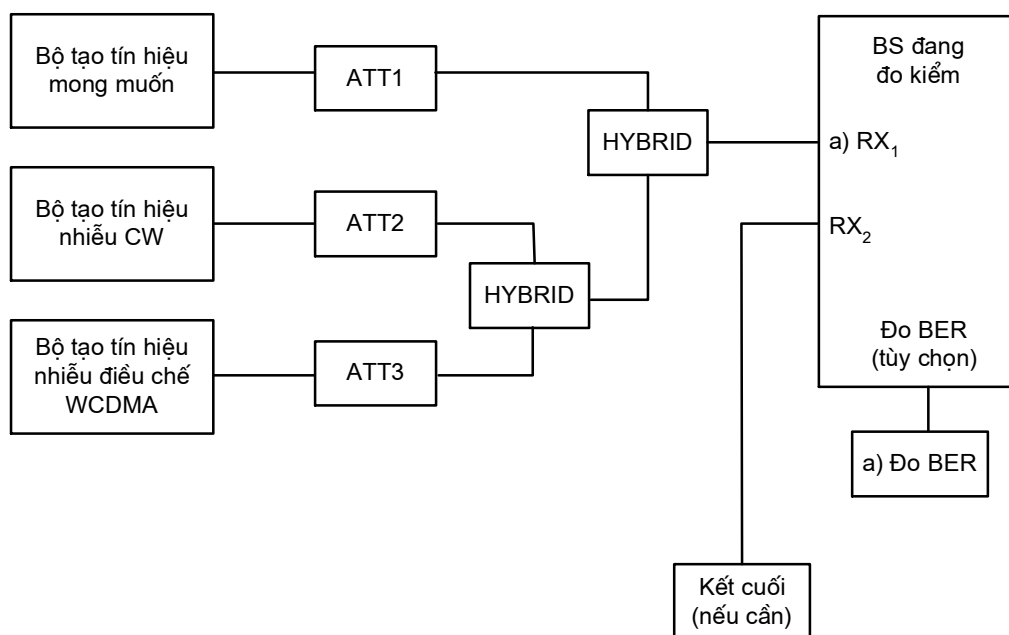 Bộ tạo tín hiệu
mong muốn
ATT1
HYBRID
BS đang
đo kiểm
a) RX₁
Bộ tạo tín hiệu
nhiễu CW
ATT2
HYBRID
RX₂
Bộ tạo tín hiệu
nhiễu điều chế
WCDMA
ATT3
Đo BER
(tùy chọn)
a) Đo BER
Kết cuối
(nếu cần)